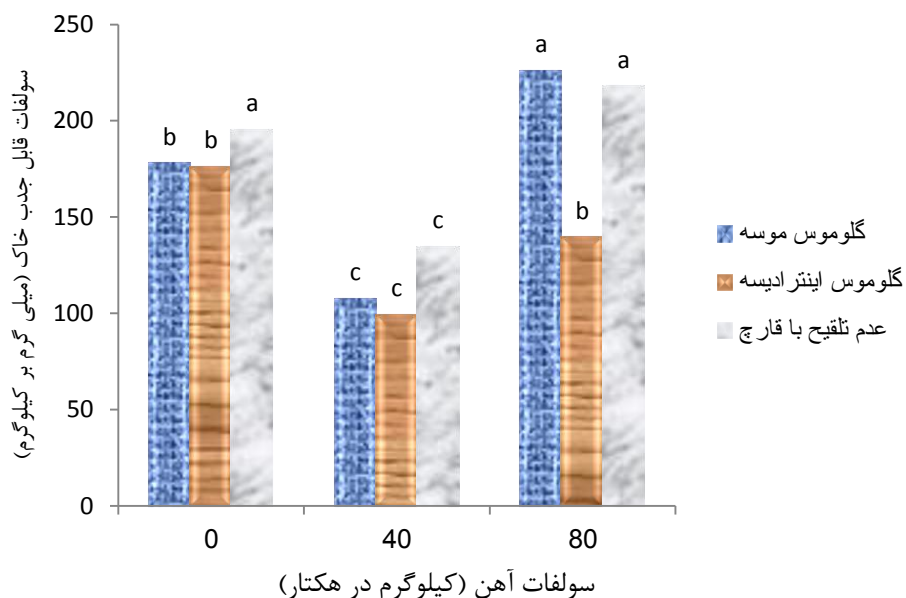 سولفات قابل جدب خاک (میلی گرم بر کیلوگرم)
250
200
150
100
50
0
b b a
c c c
a b a
0 40 80
سولفات آهن (کیلوگرم در هکتار)
گلوموس موسه
گلوموس اینترادیسه
عدم تلقیح با قارچ